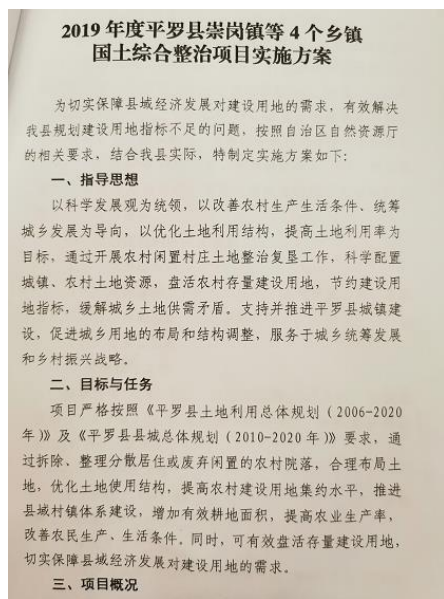 2019 年度平罗县崇岗镇等 4 个乡镇
国土综合整治项目实施方案
为切实保障县域经济发展对建设用地的需求，有效解决
我县规划建设用地指标不足的问题，按照自治区自然资源厅
的相关要求，结合我县实际，特制定实施方案如下：
一、指导思想
以科学发展观为统领，以改善农村生产生活条件、统筹
城乡发展为导向，以优化土地利用结构，提高土地利用率为
目标，通过开展农村闲置村庄土地整治复垦工作，科学配置
城镇、农村土地资源，盘活农村存量建设用地，节约建设用
地指标，缓解城乡土地供需矛盾。支持并推进平罗县城镇建
设，促进城乡用地的布局和结构调整，服务于城乡统筹发展
和乡村振兴战略。
二、目标与任务
项目严格按照《平罗县土地利用总体规划（2006-2020
年）》及《平罗县县城总体规划（2010-2020 年）》要求，通
过拆除、整理分散居住或废弃闲置的农村院落，合理布局土
地，优化土地使用结构，提高农村建设用地集约水平，推进
县域村镇体系建设，增加有效耕地面积，提高农业生产率，
改善农民生产、生活条件。同时，可有效盘活存量建设用地，
切实保障县域经济发展对建设用地的需求。
三、项目概况